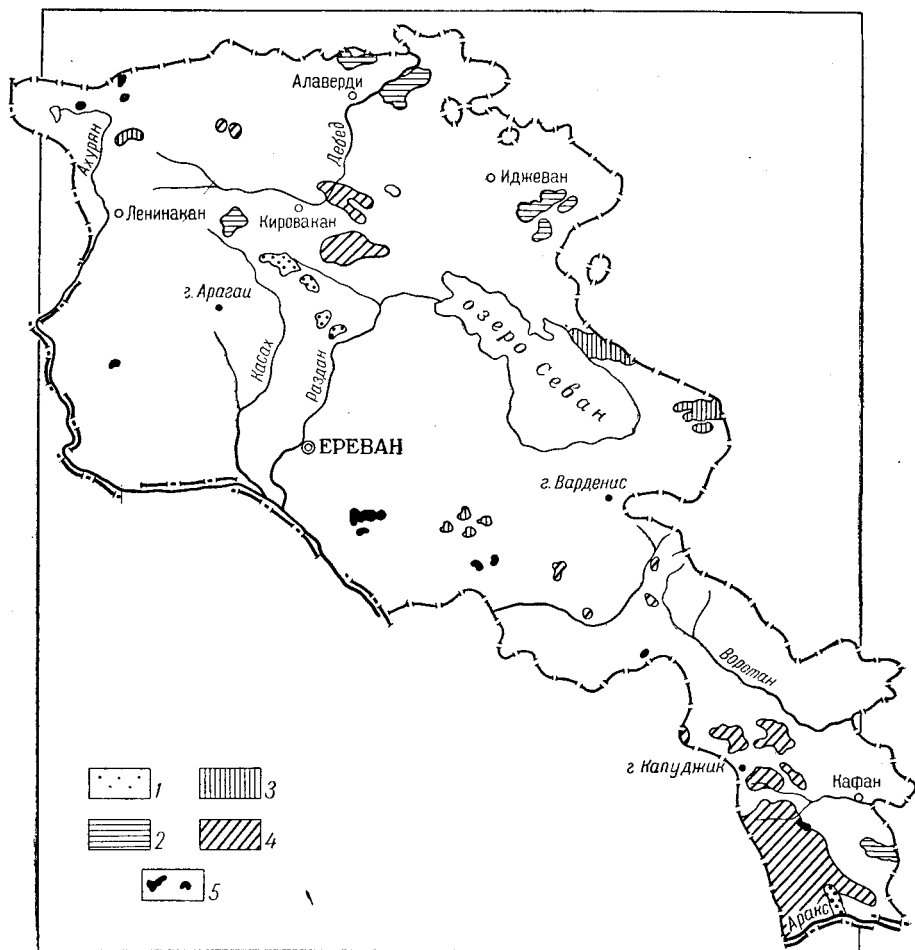 Алаверди
Ахурян
Дебед
Иджеван
Ленинакан
Кировакан
г. Арагац
озеро Севан
Касах
Раздан
ЕРЕВАН
г. Варденис
Воротан
г Капуджик
Кафан
Аракс
1
3
2
4
5